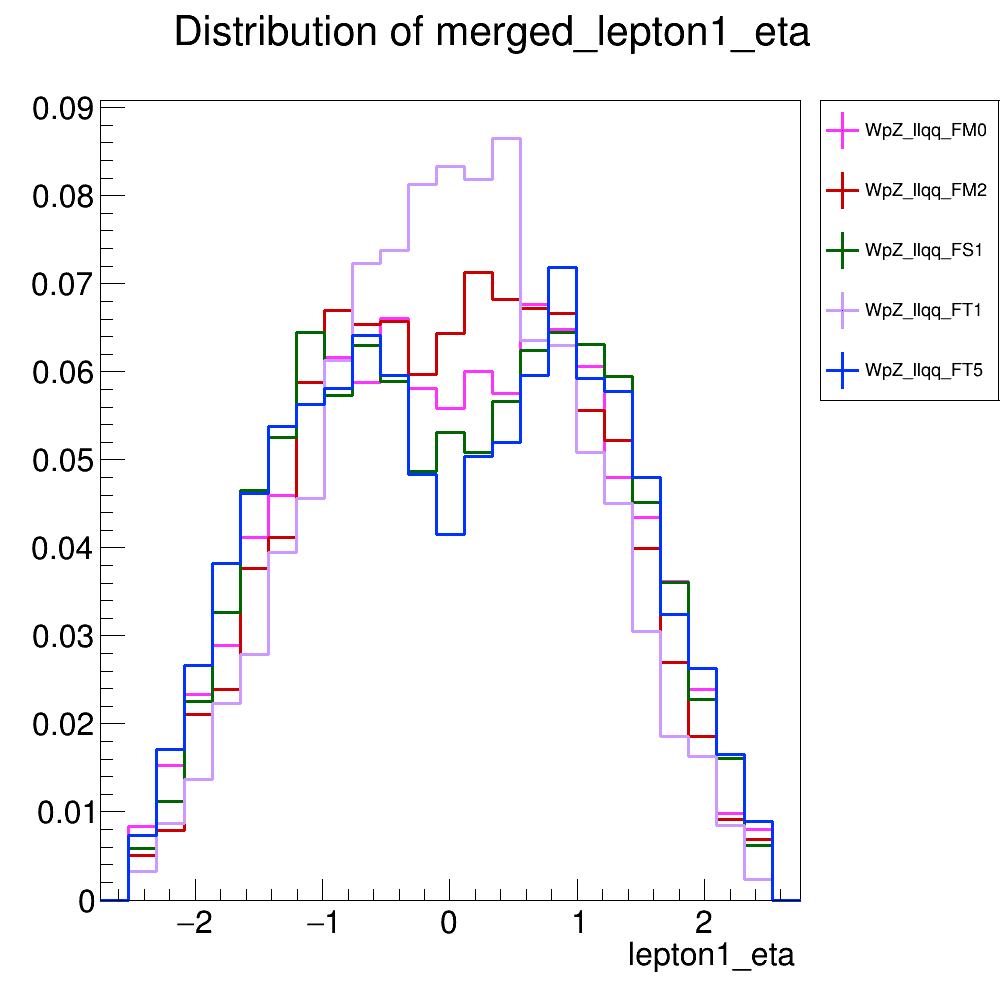 Distribution of merged_lepton1_eta
0.09
0.08
0.07
0.06
0.05
0.04
0.03
0.02
0.01
0
−2
−1
0
1
2
lepton1_eta
WpZ_llqq_FM0
WpZ_llqq_FM2
WpZ_llqq_FS1
WpZ_llqq_FT1
WpZ_llqq_FT5